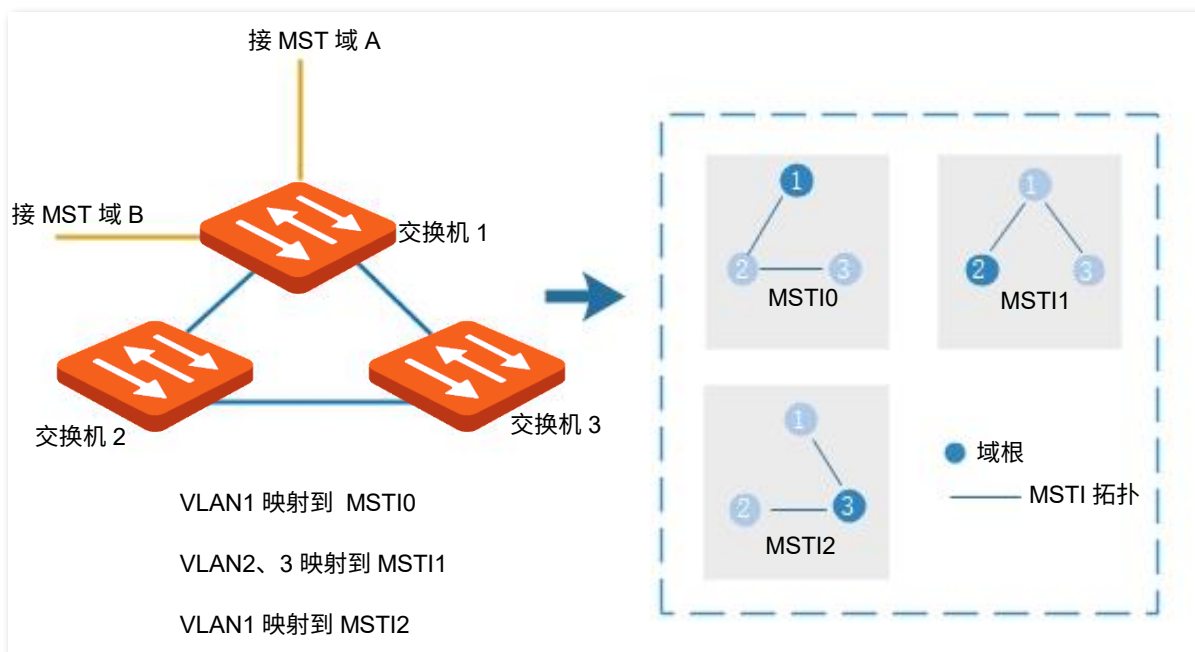 接 MST 域 A
接 MST 域 B
交换机 1
交换机 2
交换机 3
VLAN1 映射到 MSTI0
VLAN2、3 映射到 MSTI1
VLAN1 映射到 MSTI2
1
2
3
MSTI0
1
2
3
MSTI1
1
2
3
MSTI2
域根
MSTI 拓扑